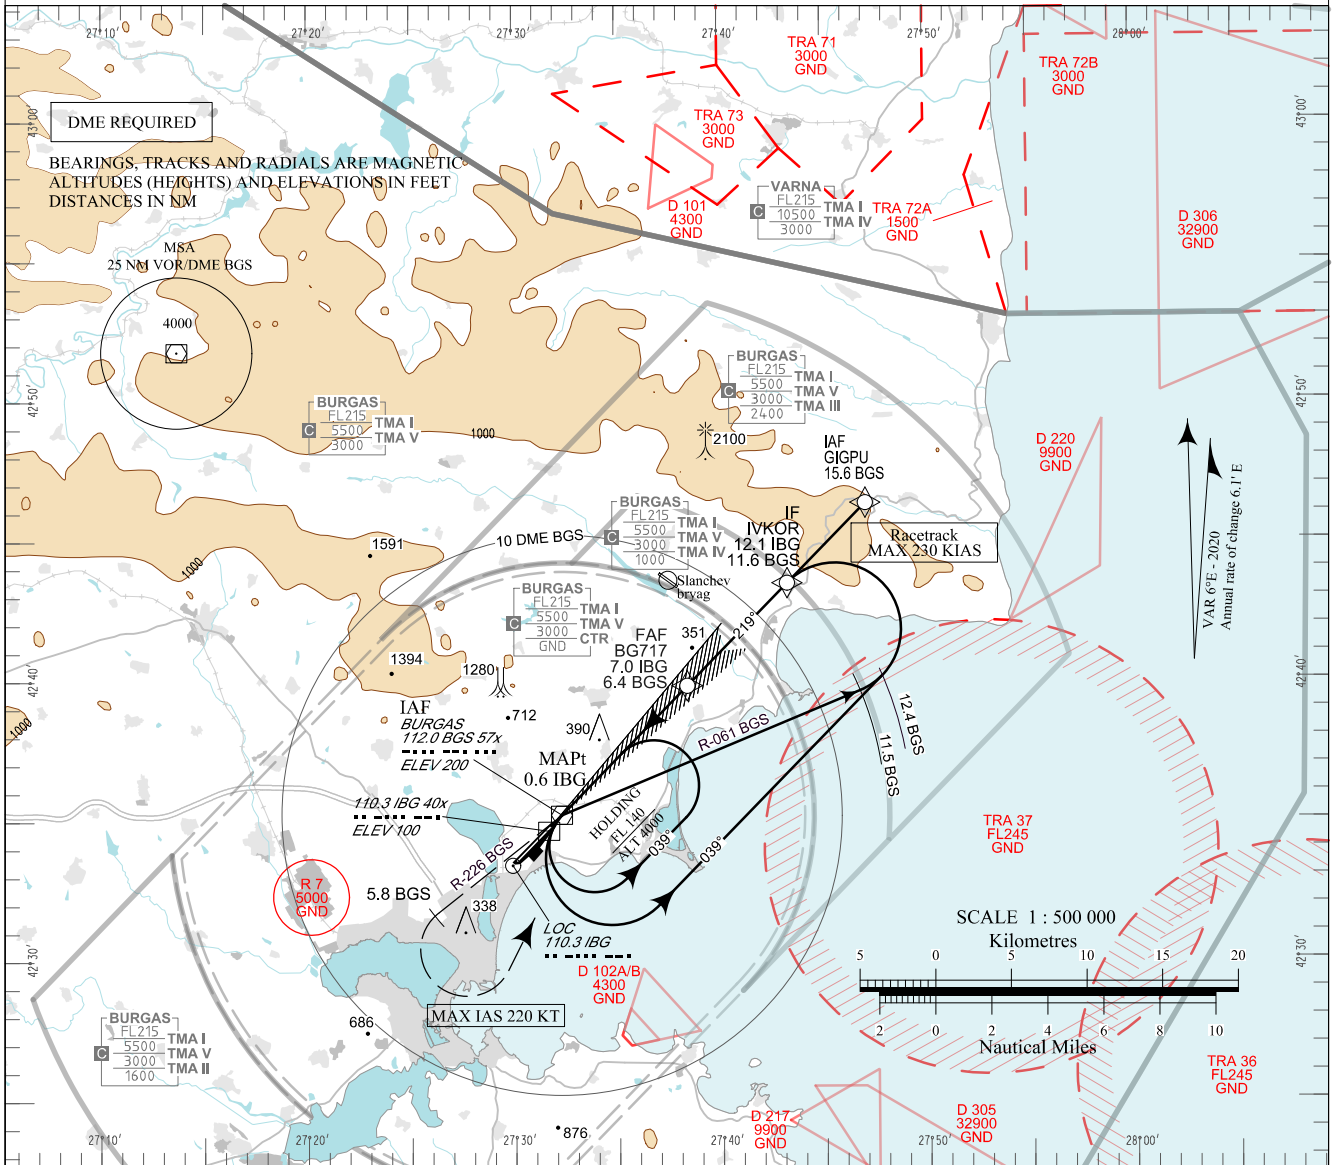 27°10'
27°20'
27°30'
27°40'
27°50'
28°00'
43°00'
43°00'
DME REQUIRED
BEARINGS, TRACKS AND RADIALS ARE MAGNETIC
ALTITUDES (HEIGHTS) AND ELEVATIONS IN FEET
DISTANCES IN NM
MSA
25 NM VOR/DME BGS
4000
TRA 71
3000
GND
TRA 72B
3000
GND
TRA 73
3000
GND
D 101
4300
GND
VARNA
FL215
C
10500
3000
TMA I
TMA IV
TRA 72A
1500
GND
D 306
32900
GND
42°50'
42°50'
BURGAS
FL215
C
5500
3000
TMA I
TMA V
1000
BURGAS
FL215
C
5500
3000
2400
TMA I
TMA V
TMA III
2100
IAF
GIGPU
15.6 BGS
D 220
9900
GND
VAR 6°E - 2020
Annual rate of change 6.1' E
BURGAS
FL215
C
5500
3000
1000
TMA I
TMA V
TMA IV
IF
IVKOR
12.1 IBG
11.6 BGS
Racetrack
MAX 230 KIAS
10 DME BGS
1591
1000
Slanchev
bryag
BURGAS
FL215
C
5500
3000
GND
TMA I
TMA V
CTR
FAF
BG717
7.0 IBG
6.4 BGS
351
219°
42°40'
42°40'
1394
1280
712
390
1000
IAF
BURGAS
112.0 BGS 57x
ELEV 200
MAPt
0.6 IBG
R-061 BGS
12.4 BGS
11.5 BGS
110.3 IBG 40x
ELEV 100
HOLDING
FL 140
ALT 4000
039°
039°
TRA 37
FL245
GND
R-226 BGS
R 7
5000
GND
5.8 BGS
338
LOC
110.3 IBG
D 102A/B
4300
GND
42°30'
42°30'
SCALE 1 : 500 000
Kilometres
5
0
5
10
15
20
2
0
2
4
6
8
10
Nautical Miles
MAX IAS 220 KT
686
BURGAS
FL215
C
5500
3000
1600
TMA I
TMA V
TMA II
876
D 217
9900
GND
D 305
32900
GND
TRA 36
FL245
GND
27°10'
27°20'
27°30'
27°40'
27°50'
28°00'